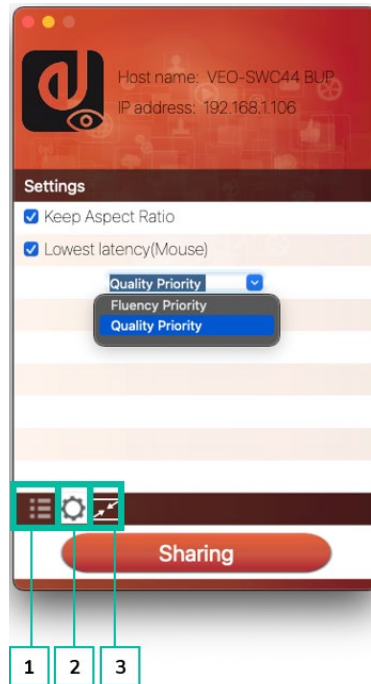 Host name: VEO-SWC44 BUP
IP address: 192.168.1.106
Settings
Keep Aspect Ratio
Lowest latency(Mouse)
Quality Priority
Fluency Priority
Quality Priority
Sharing
1 2 3